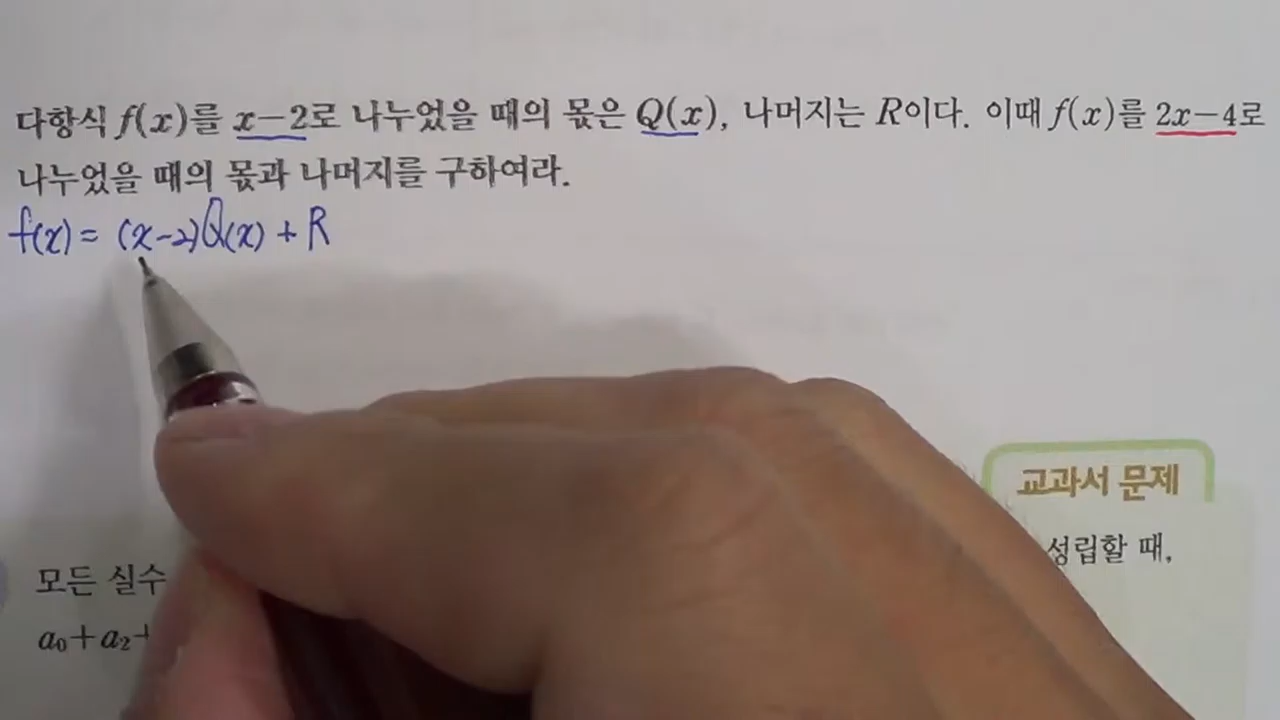 다항식 f(x)를 x-2로 나누었을 때의 몫은 Q(x), 나머지는 R이다. 이때 f(x)를 2x-4로
나누었을 때의 몫과 나머지를 구하여라.
f(x) = (x-2)Q(x) + R
교과서 문제
모든 실수 성립할 때,
a₀+a₂+